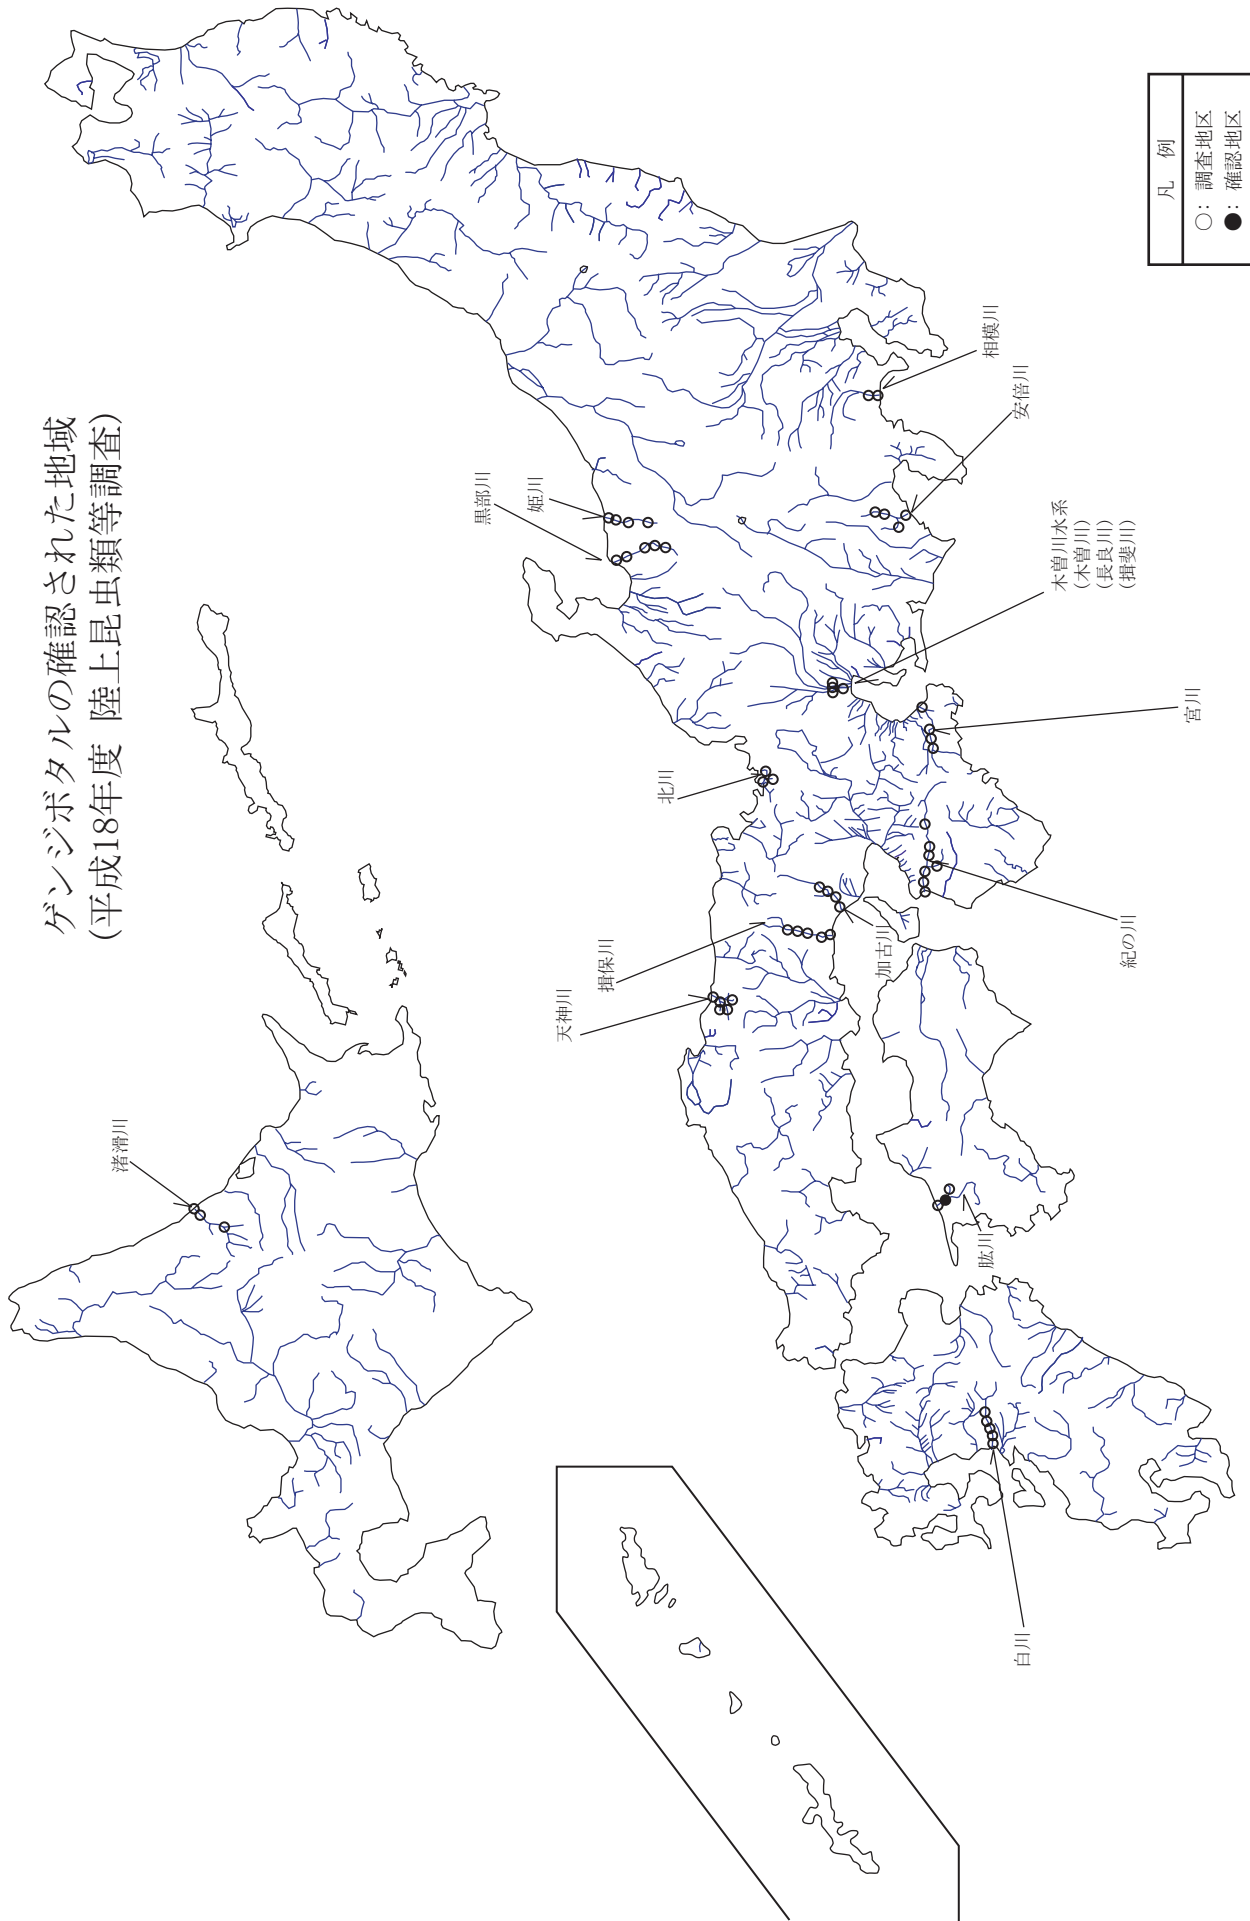 ゲンジボタルの確認された地域
(平成18年度 陸上昆虫類等調査)
渚滑川
黒部川
姫川
相模川
安倍川
木曽川水系
(木曽川)
(長良川)
(揖斐川)
宮川
北川
紀の川
加古川
揖保川
天神川
肱川
白川
凡 例
○: 調査地区
●: 確認地区